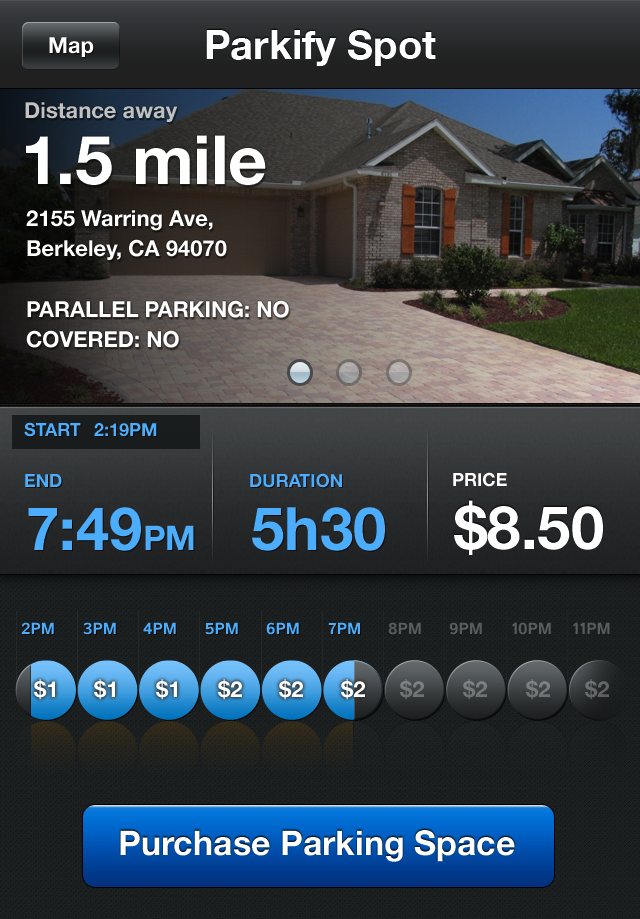 Map
Parkify Spot
Distance away
1.5 mile
2155 Warring Ave,
Berkeley, CA 94070
PARALLEL PARKING: NO
COVERED: NO
START 2:19PM
END
7:49PM
DURATION
5h30
PRICE
$8.50
2PM 3PM 4PM 5PM 6PM 7PM 8PM 9PM 10PM 11PM
$1 $1 $1 $2 $2 $2 $2 $2 $2 $2
Purchase Parking Space